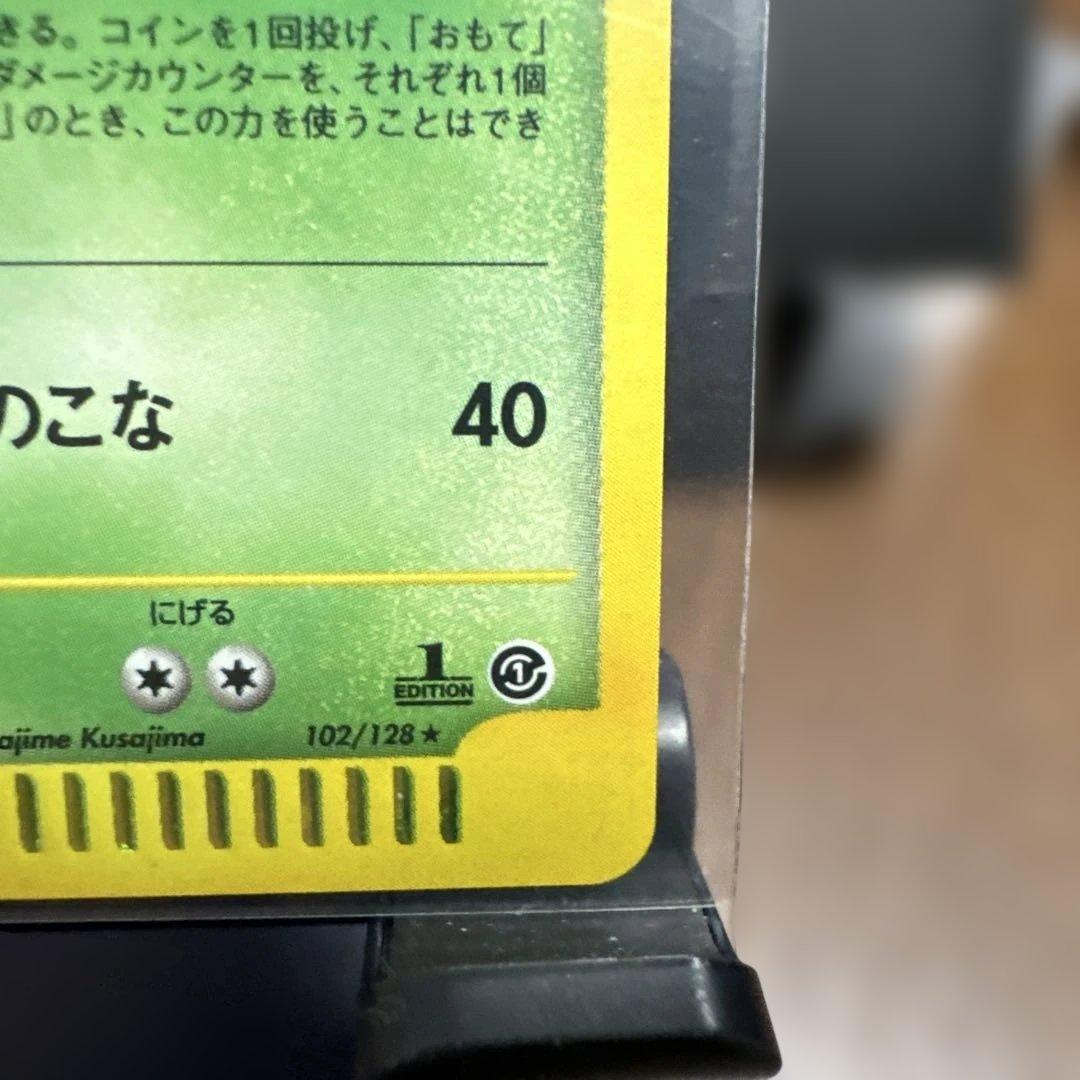 きる。コインを1回投げ、「おもて」
ダメージカウンターを、それぞれ1個
」のとき、この力を使うことはでき
のこな 40
にげる
1
EDITION
1
ajime Kusajima 102/128★